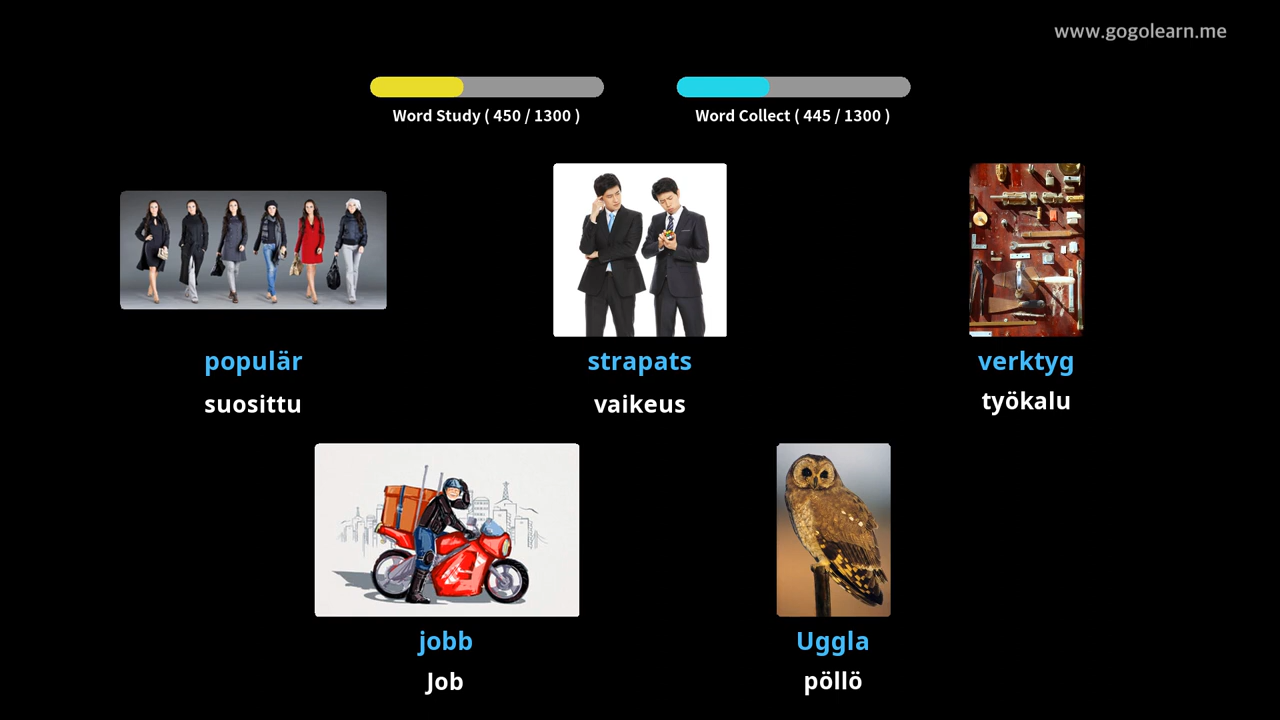 www.gogolearn.me
Word Study ( 450 / 1300 )
Word Collect ( 445 / 1300 )
populär
strapats
verktyg
suosittu
vaikeus
työkalu
jobb
Uggla
Job
pöllö